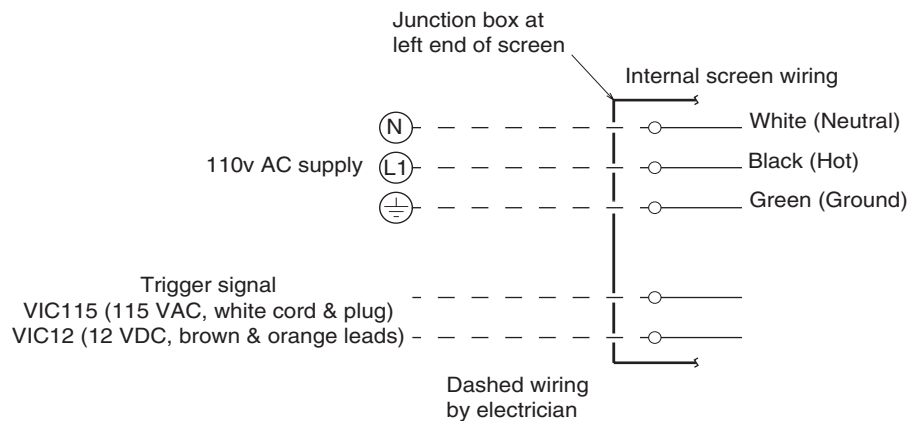 Junction box at
left end of screen
Internal screen wiring
N
White (Neutral)
110v AC supply
L1
Black (Hot)
Green (Ground)
Trigger signal
VIC115 (115 VAC, white cord & plug)
VIC12 (12 VDC, brown & orange leads)
Dashed wiring
by electrician